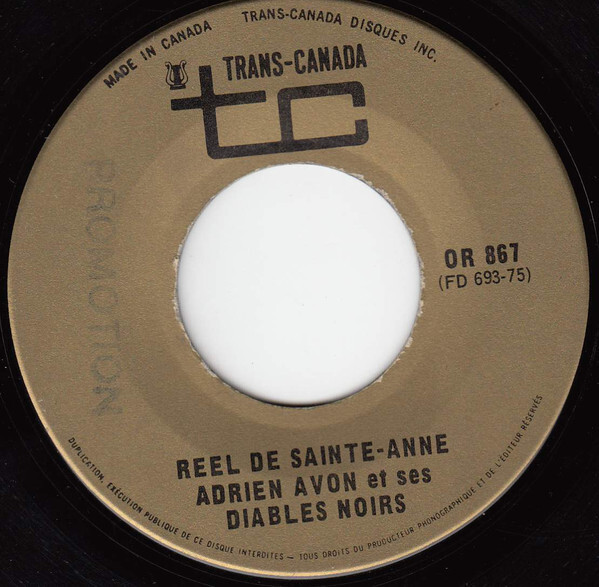 MADE IN CANADA
TRANS-CANADA DISQUES INC.
TRANS-CANADA
tc
PROMOTION
OR 867
(FD 693-75)
REEL DE SAINTE-ANNE
ADRIEN AVON et ses
DIABLES NOIRS
DUPLICATION, EXÉCUTION PUBLIQUE DE CE DISQUE INTERDITES – TOUS DROITS DU PRODUCTEUR PHONOGRAPHIQUE ET DE L'ÉDITEUR RÉSERVÉS